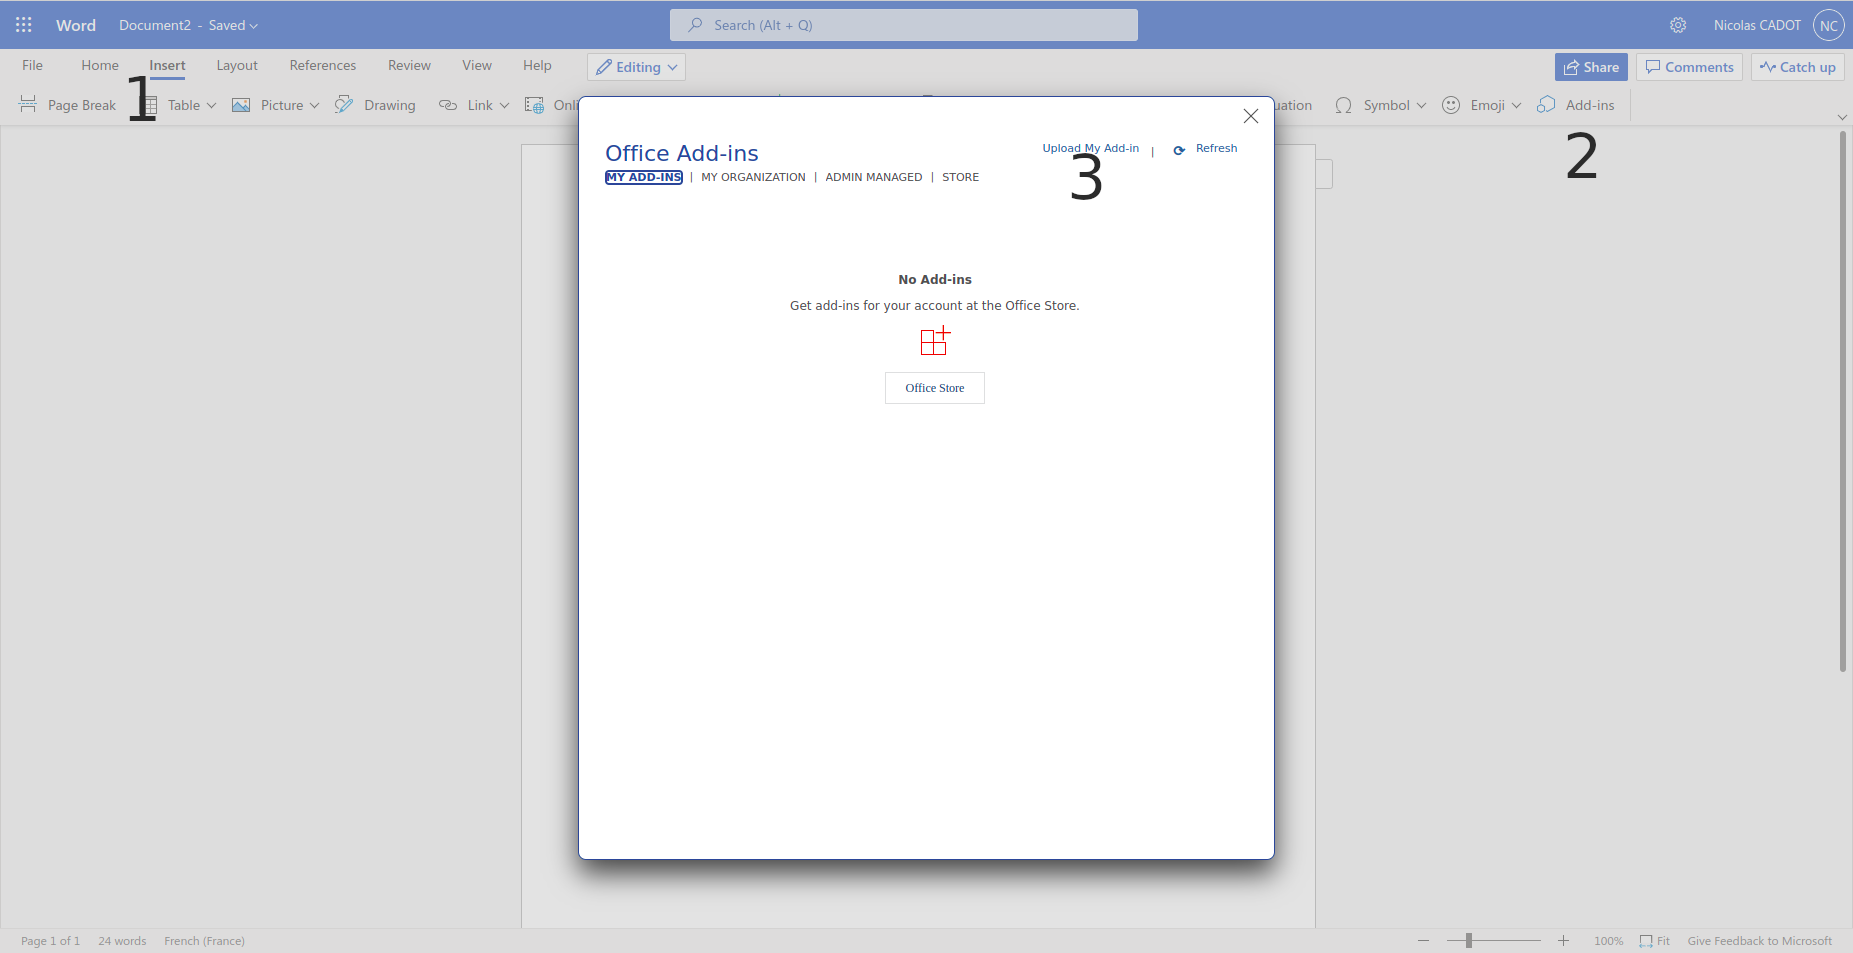 Word Document2 - Saved Search (Alt + Q) Nicolas CADOT NC
File Home Insert Layout References Review View Help Editing Share Comments Catch up
1
Page Break Table Picture Drawing Link Symbol Emoji Add-ins
2
Office Add-ins Upload My Add-in | Refresh
3
MY ADD-INS | MY ORGANIZATION | ADMIN MANAGED | STORE
No Add-ins
Get add-ins for your account at the Office Store.
Office Store
Page 1 of 1 24 words French (France) 100% Fit Give Feedback to Microsoft